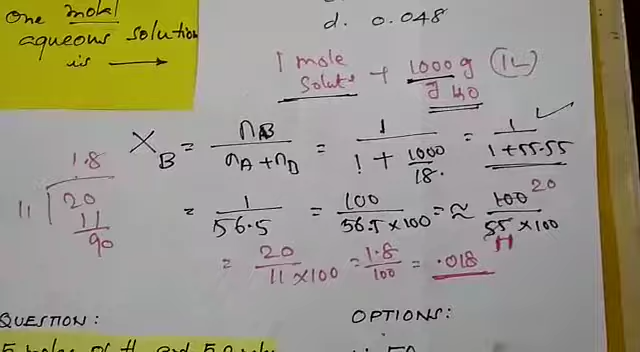 One molal
aqueous solution
is →
d. 0.048
1 mole solute + 1000 g of H2O (1L)
X_B = n_B / (n_A + n_B) = 1 / (1 + 1000/18.) = 1 / (1 + 55.55)
= 1 / 56.5 = 100 / (56.5 × 100) = ≈ 100 20 / (55 11 × 100)
= 20 / (11 × 100) = 1.8 / 100 = .018
1.8
11 20
11
90
QUESTION:
OPTIONS: